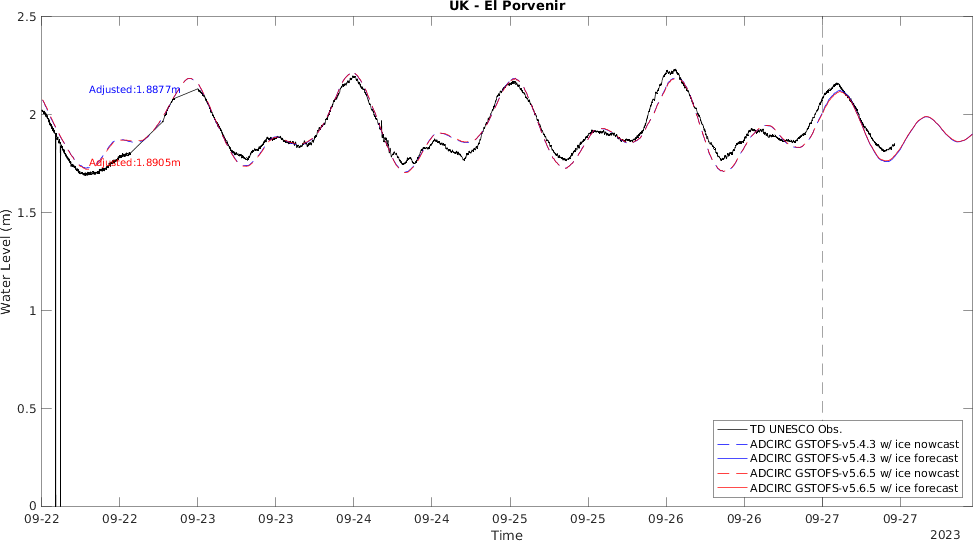 UK - El Porvenir
2.5
2
1.5
1
0.5
0
Water Level (m)
Adjusted:1.8877m
Adjusted:1.8905m
TD UNESCO Obs.
ADCIRC GSTOFS-v5.4.3 w/ ice nowcast
ADCIRC GSTOFS-v5.4.3 w/ ice forecast
ADCIRC GSTOFS-v5.6.5 w/ ice nowcast
ADCIRC GSTOFS-v5.6.5 w/ ice forecast
09-22 09-22 09-23 09-23 09-24 09-24 09-25 09-25 09-26 09-26 09-27 09-27
Time
2023